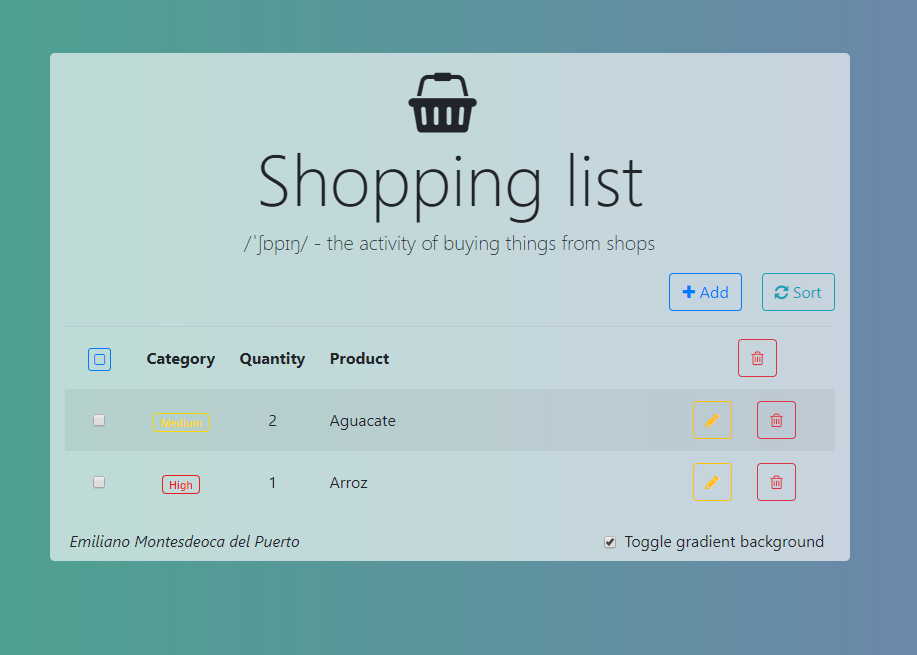 Shopping list
/ˈʃɒpɪŋ/ - the activity of buying things from shops
Add Sort
Category Quantity Product
Medium 2 Aguacate
High 1 Arroz
Emiliano Montesdeoca del Puerto Toggle gradient background